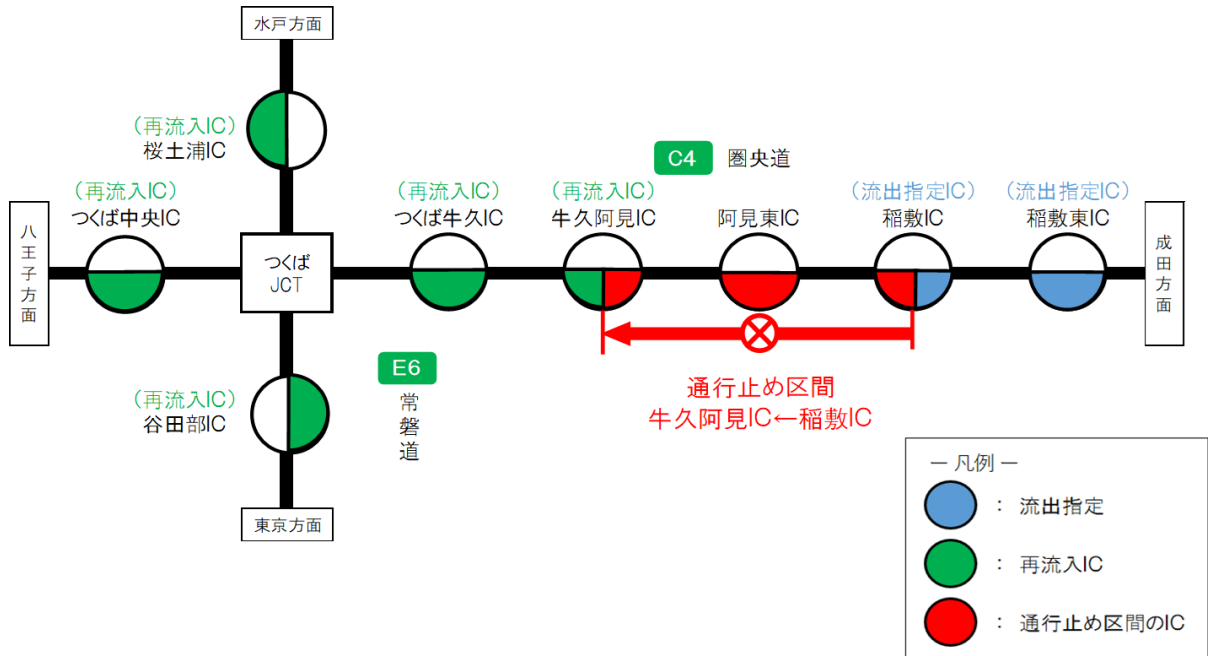 水戸方面
(再流入IC)
桜土浦IC
C4 圏央道
(再流入IC)
つくば中央IC
(再流入IC)
つくば牛久IC
(再流入IC)
牛久阿見IC
阿見東IC
(流出指定IC)
稲敷IC
(流出指定IC)
稲敷東IC
八王子方面
つくば
JCT
成田方面
E6
常磐道
(再流入IC)
谷田部IC
通行止め区間
牛久阿見IC←稲敷IC
東京方面
― 凡例 ―
： 流出指定
： 再流入IC
： 通行止め区間のIC